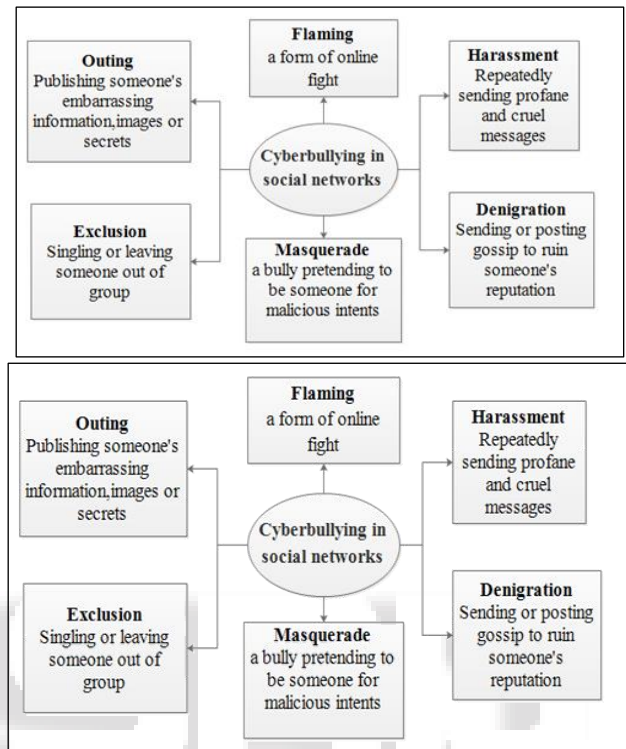 Flaming
a form of online
fight
Outing
Publishing someone's
embarrassing
information,images or
secrets
Harassment
Repeatedly
sending profane
and cruel
messages
Cyberbullying in
social networks
Exclusion
Singling or leaving
someone out of
group
Masquerade
a bully pretending to
be someone for
malicious intents
Denigration
Sending or posting
gossip to ruin
someone's
reputation
Flaming
a form of online
fight
Outing
Publishing someone's
embarrassing
information,images or
secrets
Harassment
Repeatedly
sending profane
and cruel
messages
Cyberbullying in
social networks
Exclusion
Singling or leaving
someone out of
group
Masquerade
a bully pretending to
be someone for
malicious intents
Denigration
Sending or posting
gossip to ruin
someone's
reputation